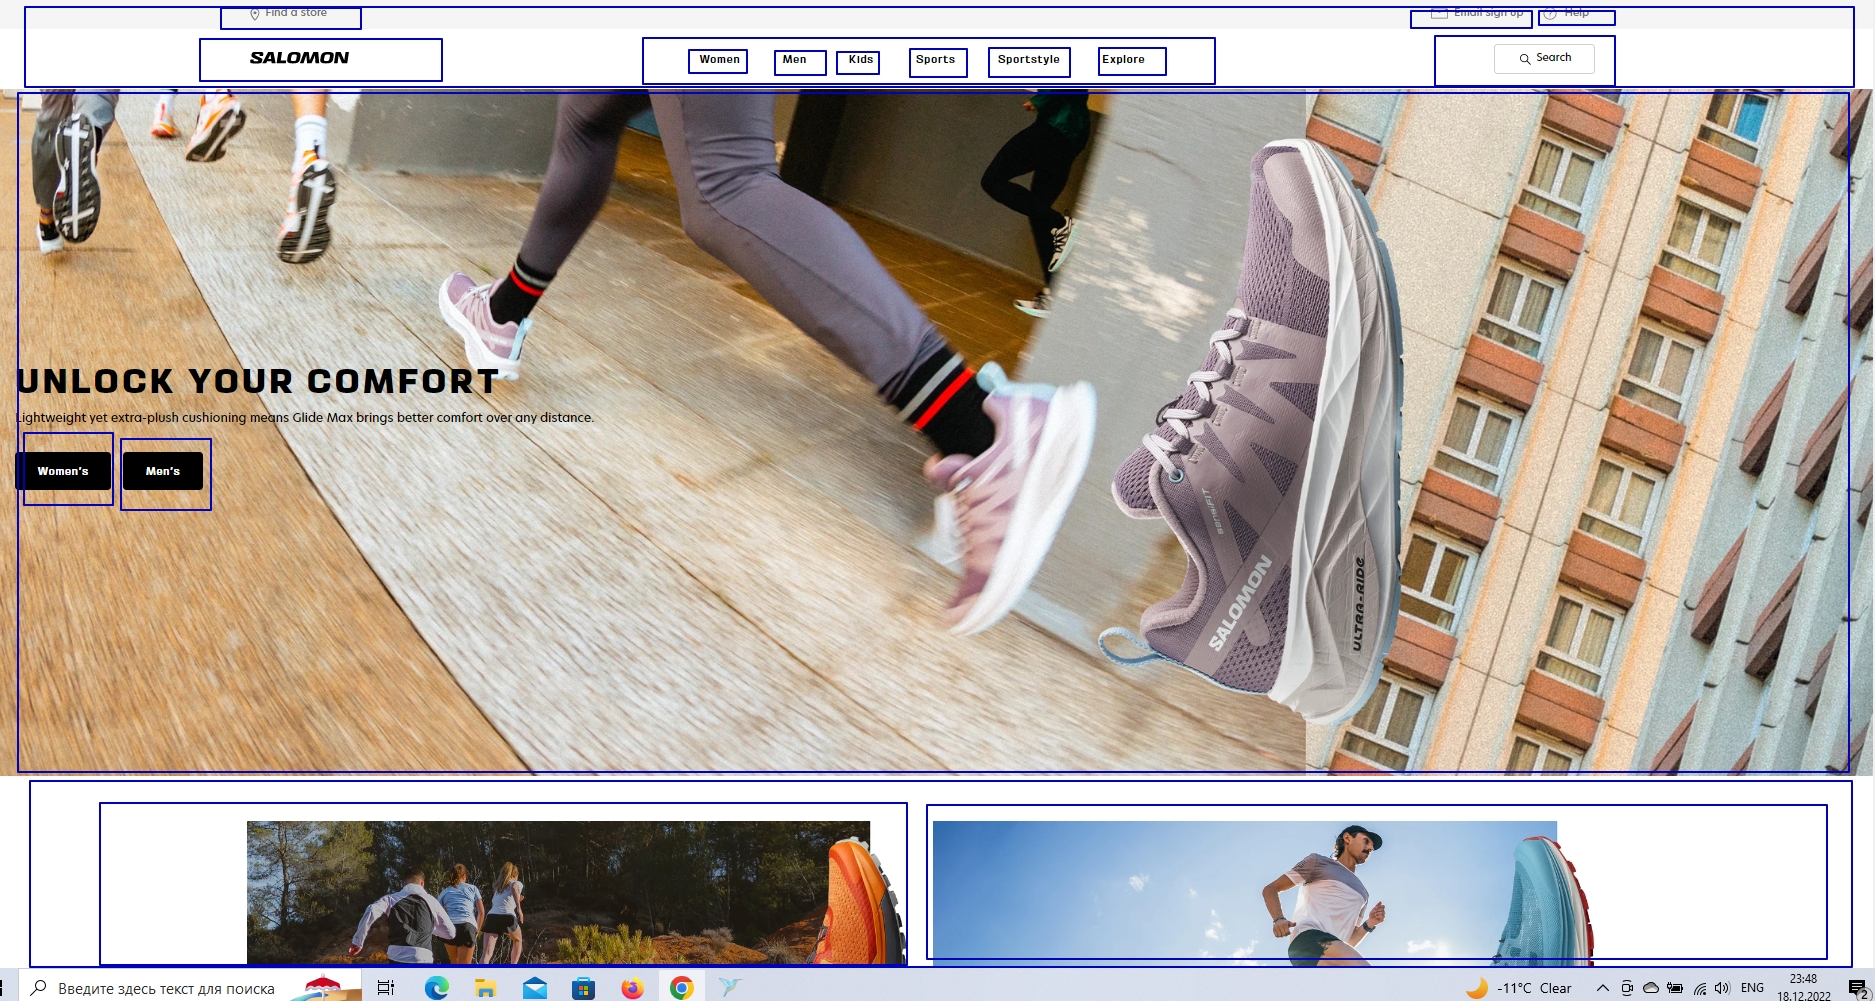 Find a store
Email sign up
Help
SALOMON
Women
Men
Kids
Sports
Sportstyle
Explore
Search
UNLOCK YOUR COMFORT
Lightweight yet extra-plush cushioning means Glide Max brings better comfort over any distance.
Women's
Men's
SALOMON
SENSIFIT
ULTRA-RIDE
Введите здесь текст для поиска
-11°C Clear
ENG
23:48
18.12.2022
2